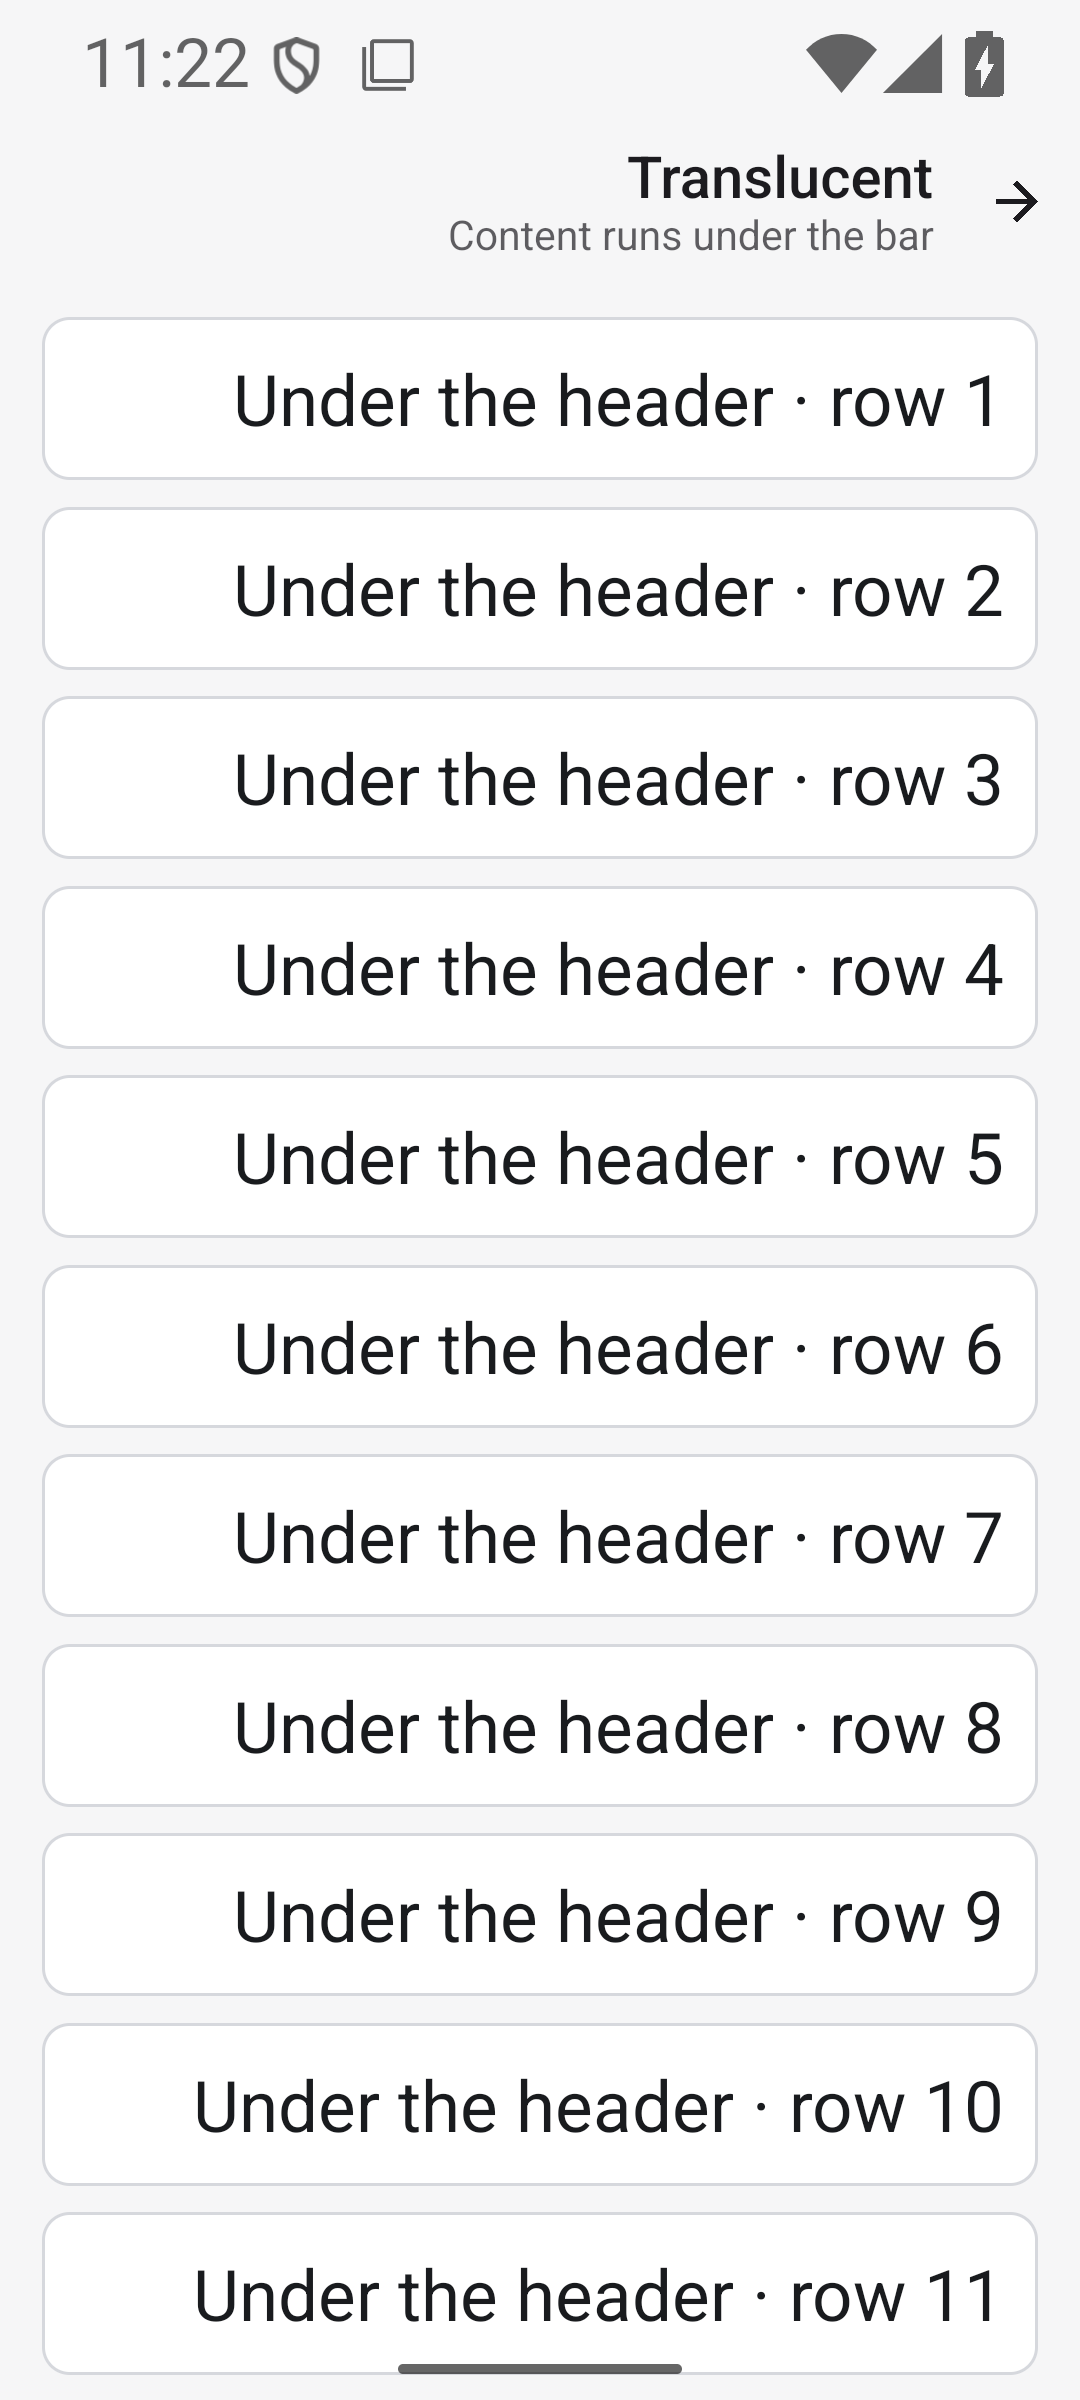 11:22
Translucent
Content runs under the bar
Under the header · row 1
Under the header · row 2
Under the header · row 3
Under the header · row 4
Under the header · row 5
Under the header · row 6
Under the header · row 7
Under the header · row 8
Under the header · row 9
Under the header · row 10
Under the header · row 11